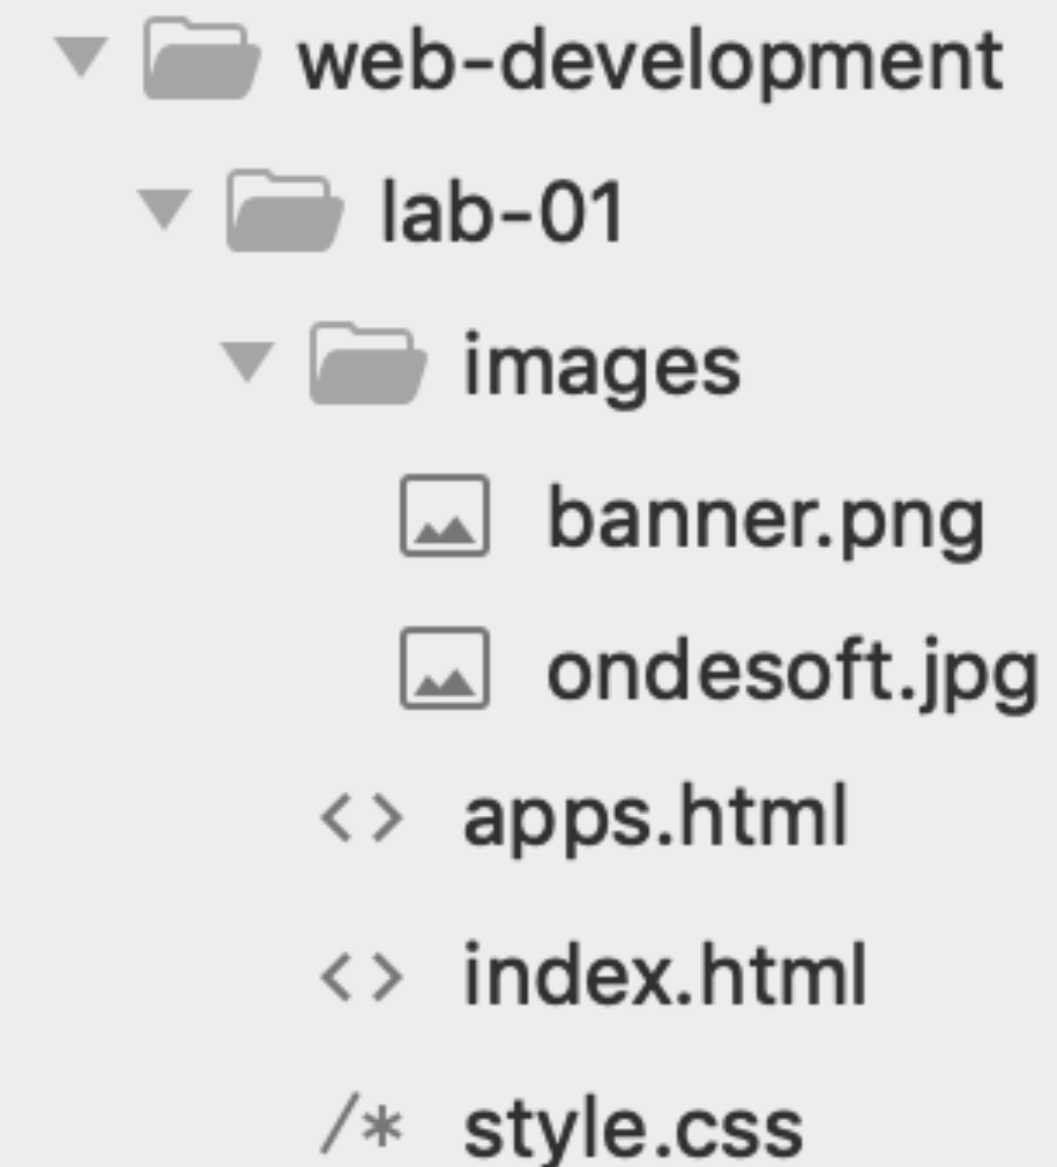 web-development
lab-01
images
banner.png
ondesoft.jpg
apps.html
index.html
style.css